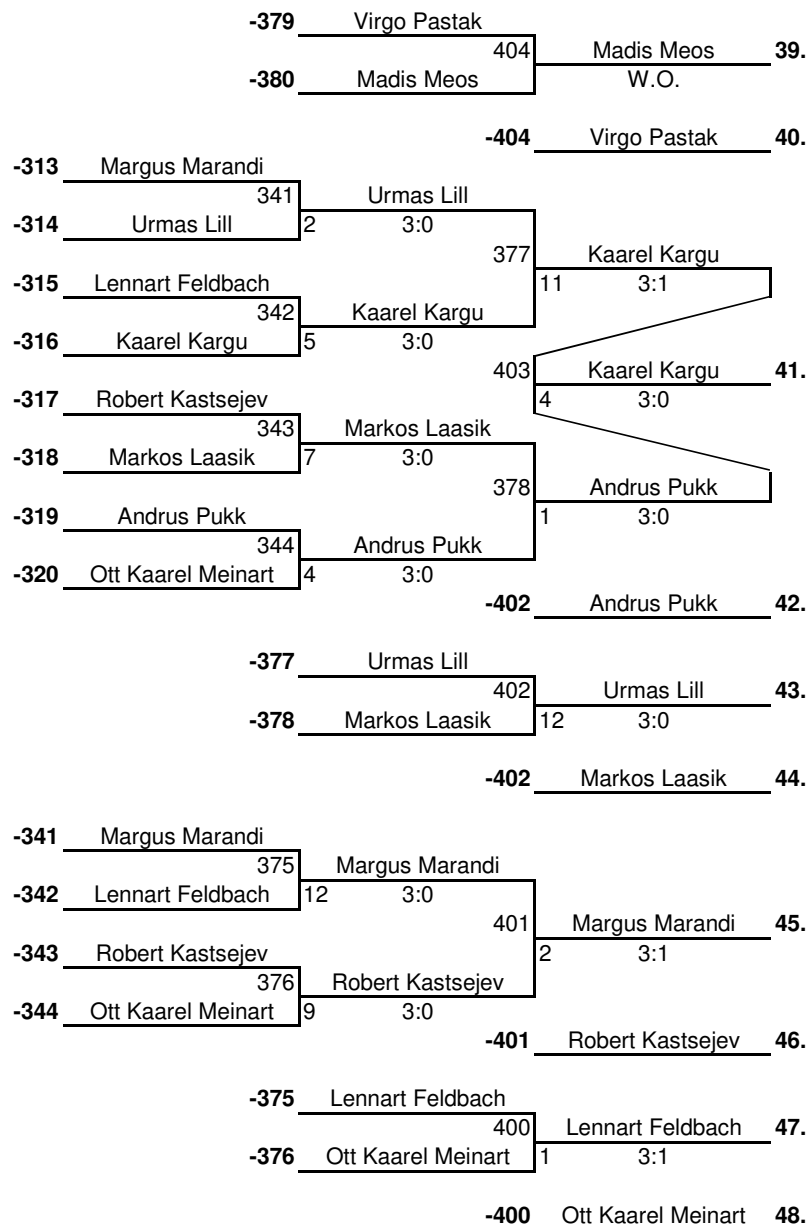 -379 Virgo Pastak
404 Madis Meos 39.
-380 Madis Meos W.O.
-404 Virgo Pastak 40.
-313 Margus Marandi
341 Urmas Lill
-314 Urmas Lill 2 3:0
377 Kaarel Kargu
-315 Lennart Feldbach 11 3:1
342 Kaarel Kargu
-316 Kaarel Kargu 5 3:0
403 Kaarel Kargu 41.
-317 Robert Kastsejev 4 3:0
343 Markos Laasik
-318 Markos Laasik 7 3:0
378 Andrus Pukk
-319 Andrus Pukk 1 3:0
344 Andrus Pukk
-320 Ott Kaarel Meinart 4 3:0
-402 Andrus Pukk 42.
-377 Urmas Lill
402 Urmas Lill 43.
-378 Markos Laasik 12 3:0
-402 Markos Laasik 44.
-341 Margus Marandi
375 Margus Marandi
-342 Lennart Feldbach 12 3:0
401 Margus Marandi 45.
-343 Robert Kastsejev 2 3:1
376 Robert Kastsejev
-344 Ott Kaarel Meinart 9 3:0
-401 Robert Kastsejev 46.
-375 Lennart Feldbach
400 Lennart Feldbach 47.
-376 Ott Kaarel Meinart 1 3:1
-400 Ott Kaarel Meinart 48.